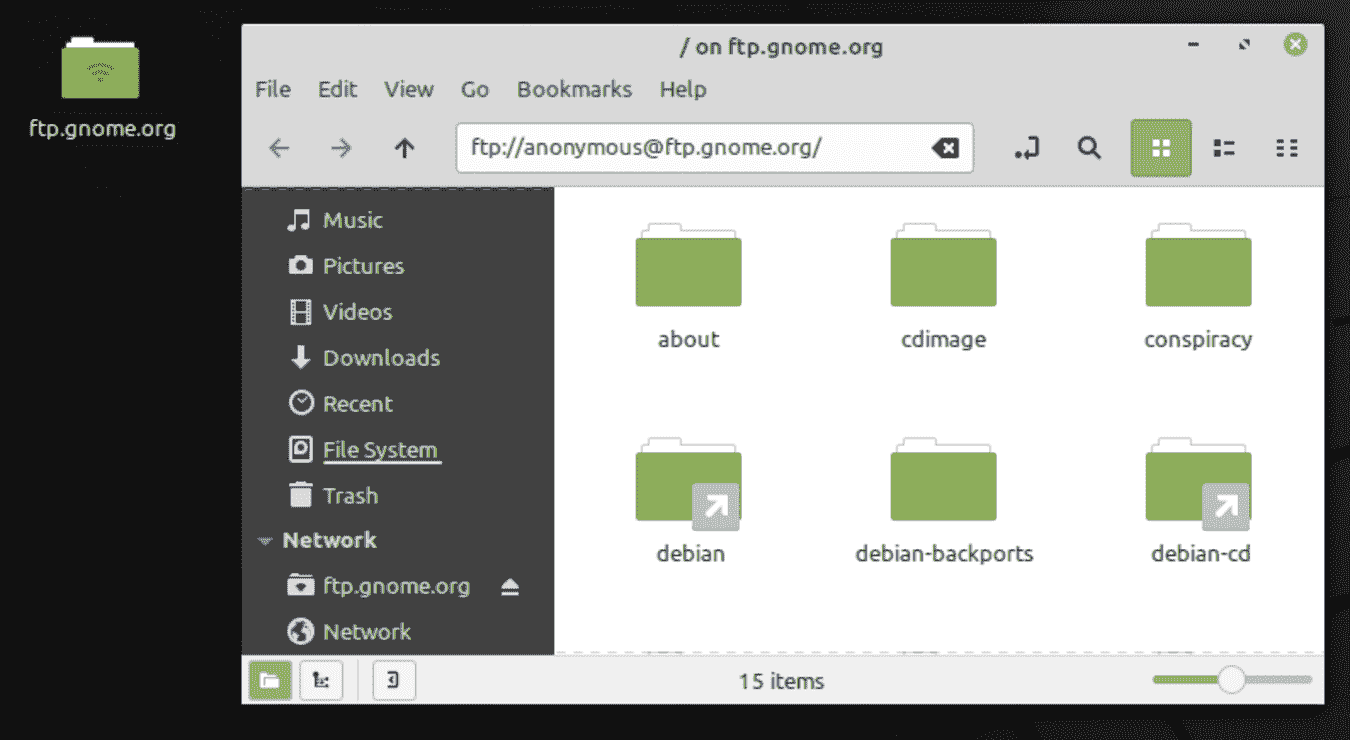 ftp.gnome.org
/ on ftp.gnome.org
File Edit View Go Bookmarks Help
ftp://anonymous@ftp.gnome.org/
Music
Pictures
Videos
Downloads
Recent
File System
Trash
Network
ftp.gnome.org
Network
about cdimage conspiracy
debian debian-backports debian-cd
15 items